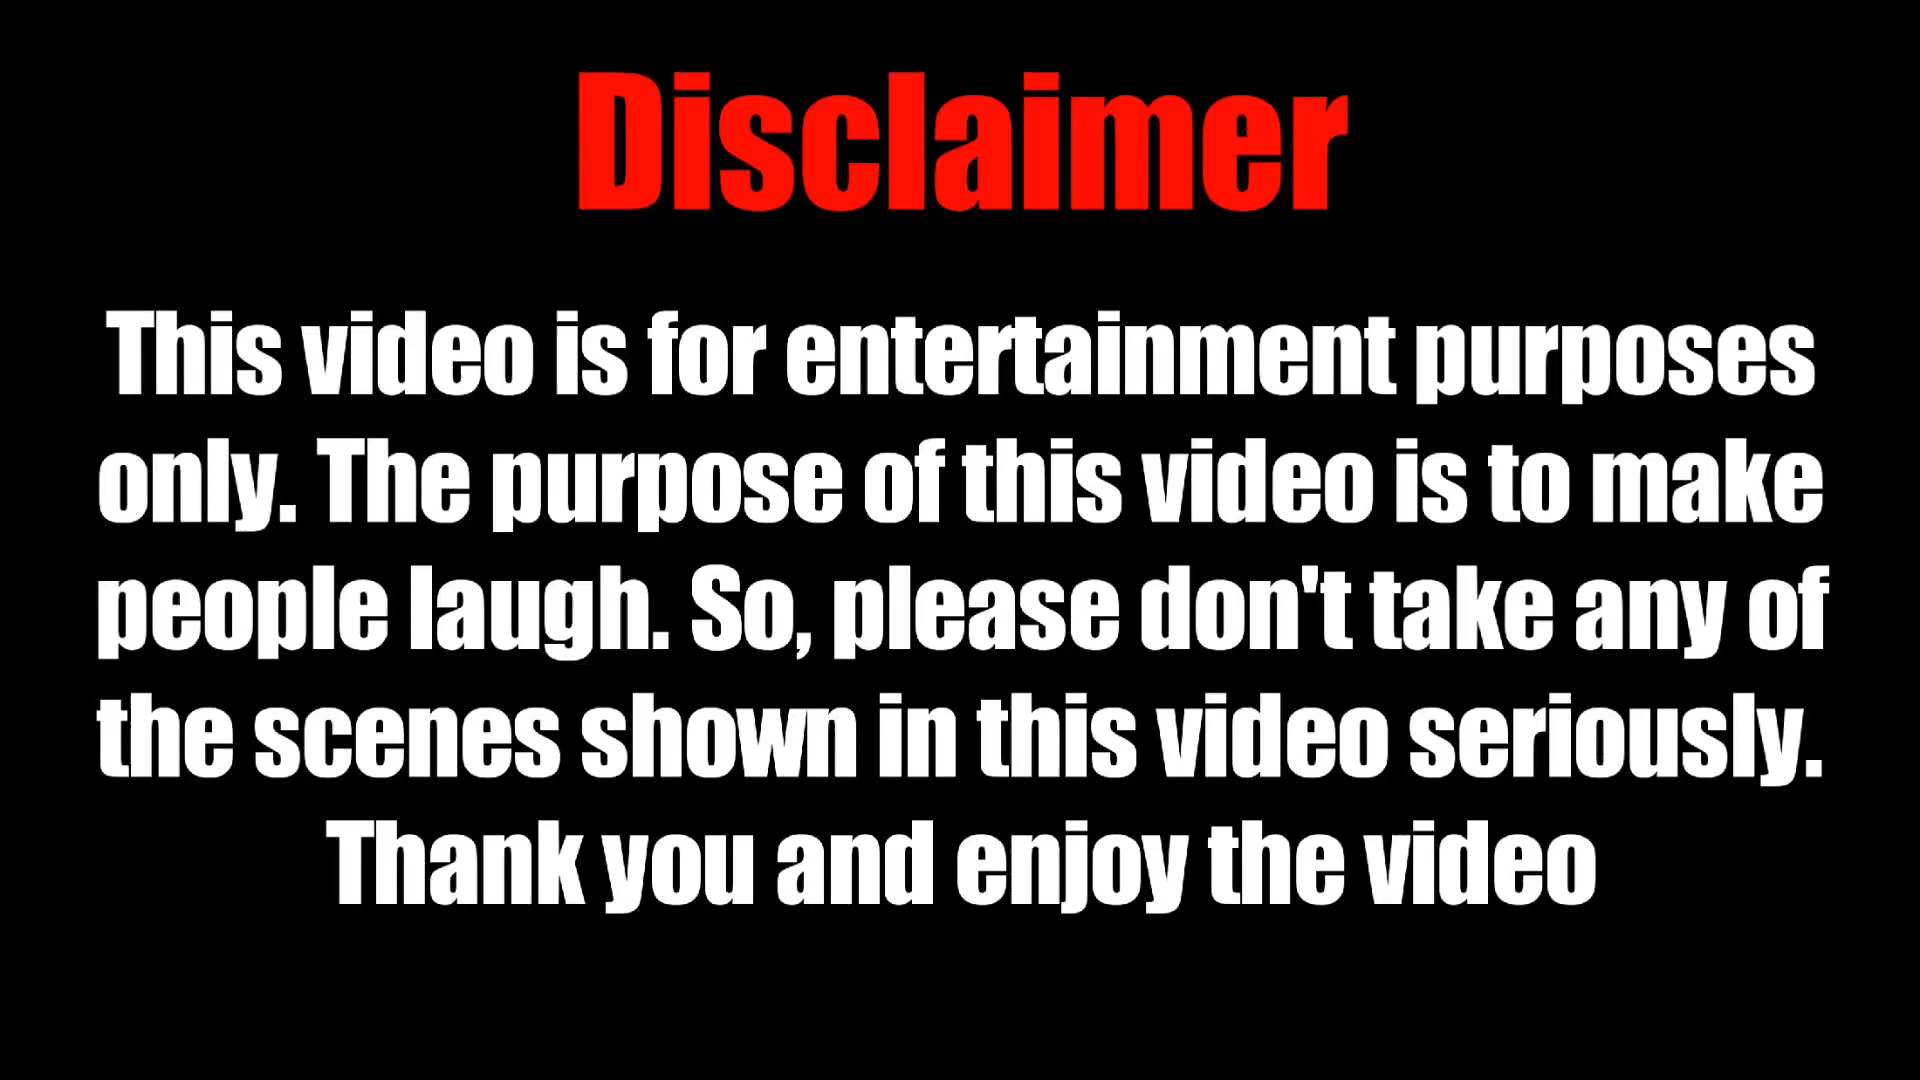 Disclaimer
This video is for entertainment purposes
only. The purpose of this video is to make
people laugh. So, please don't take any of
the scenes shown in this video seriously.
Thank you and enjoy the video